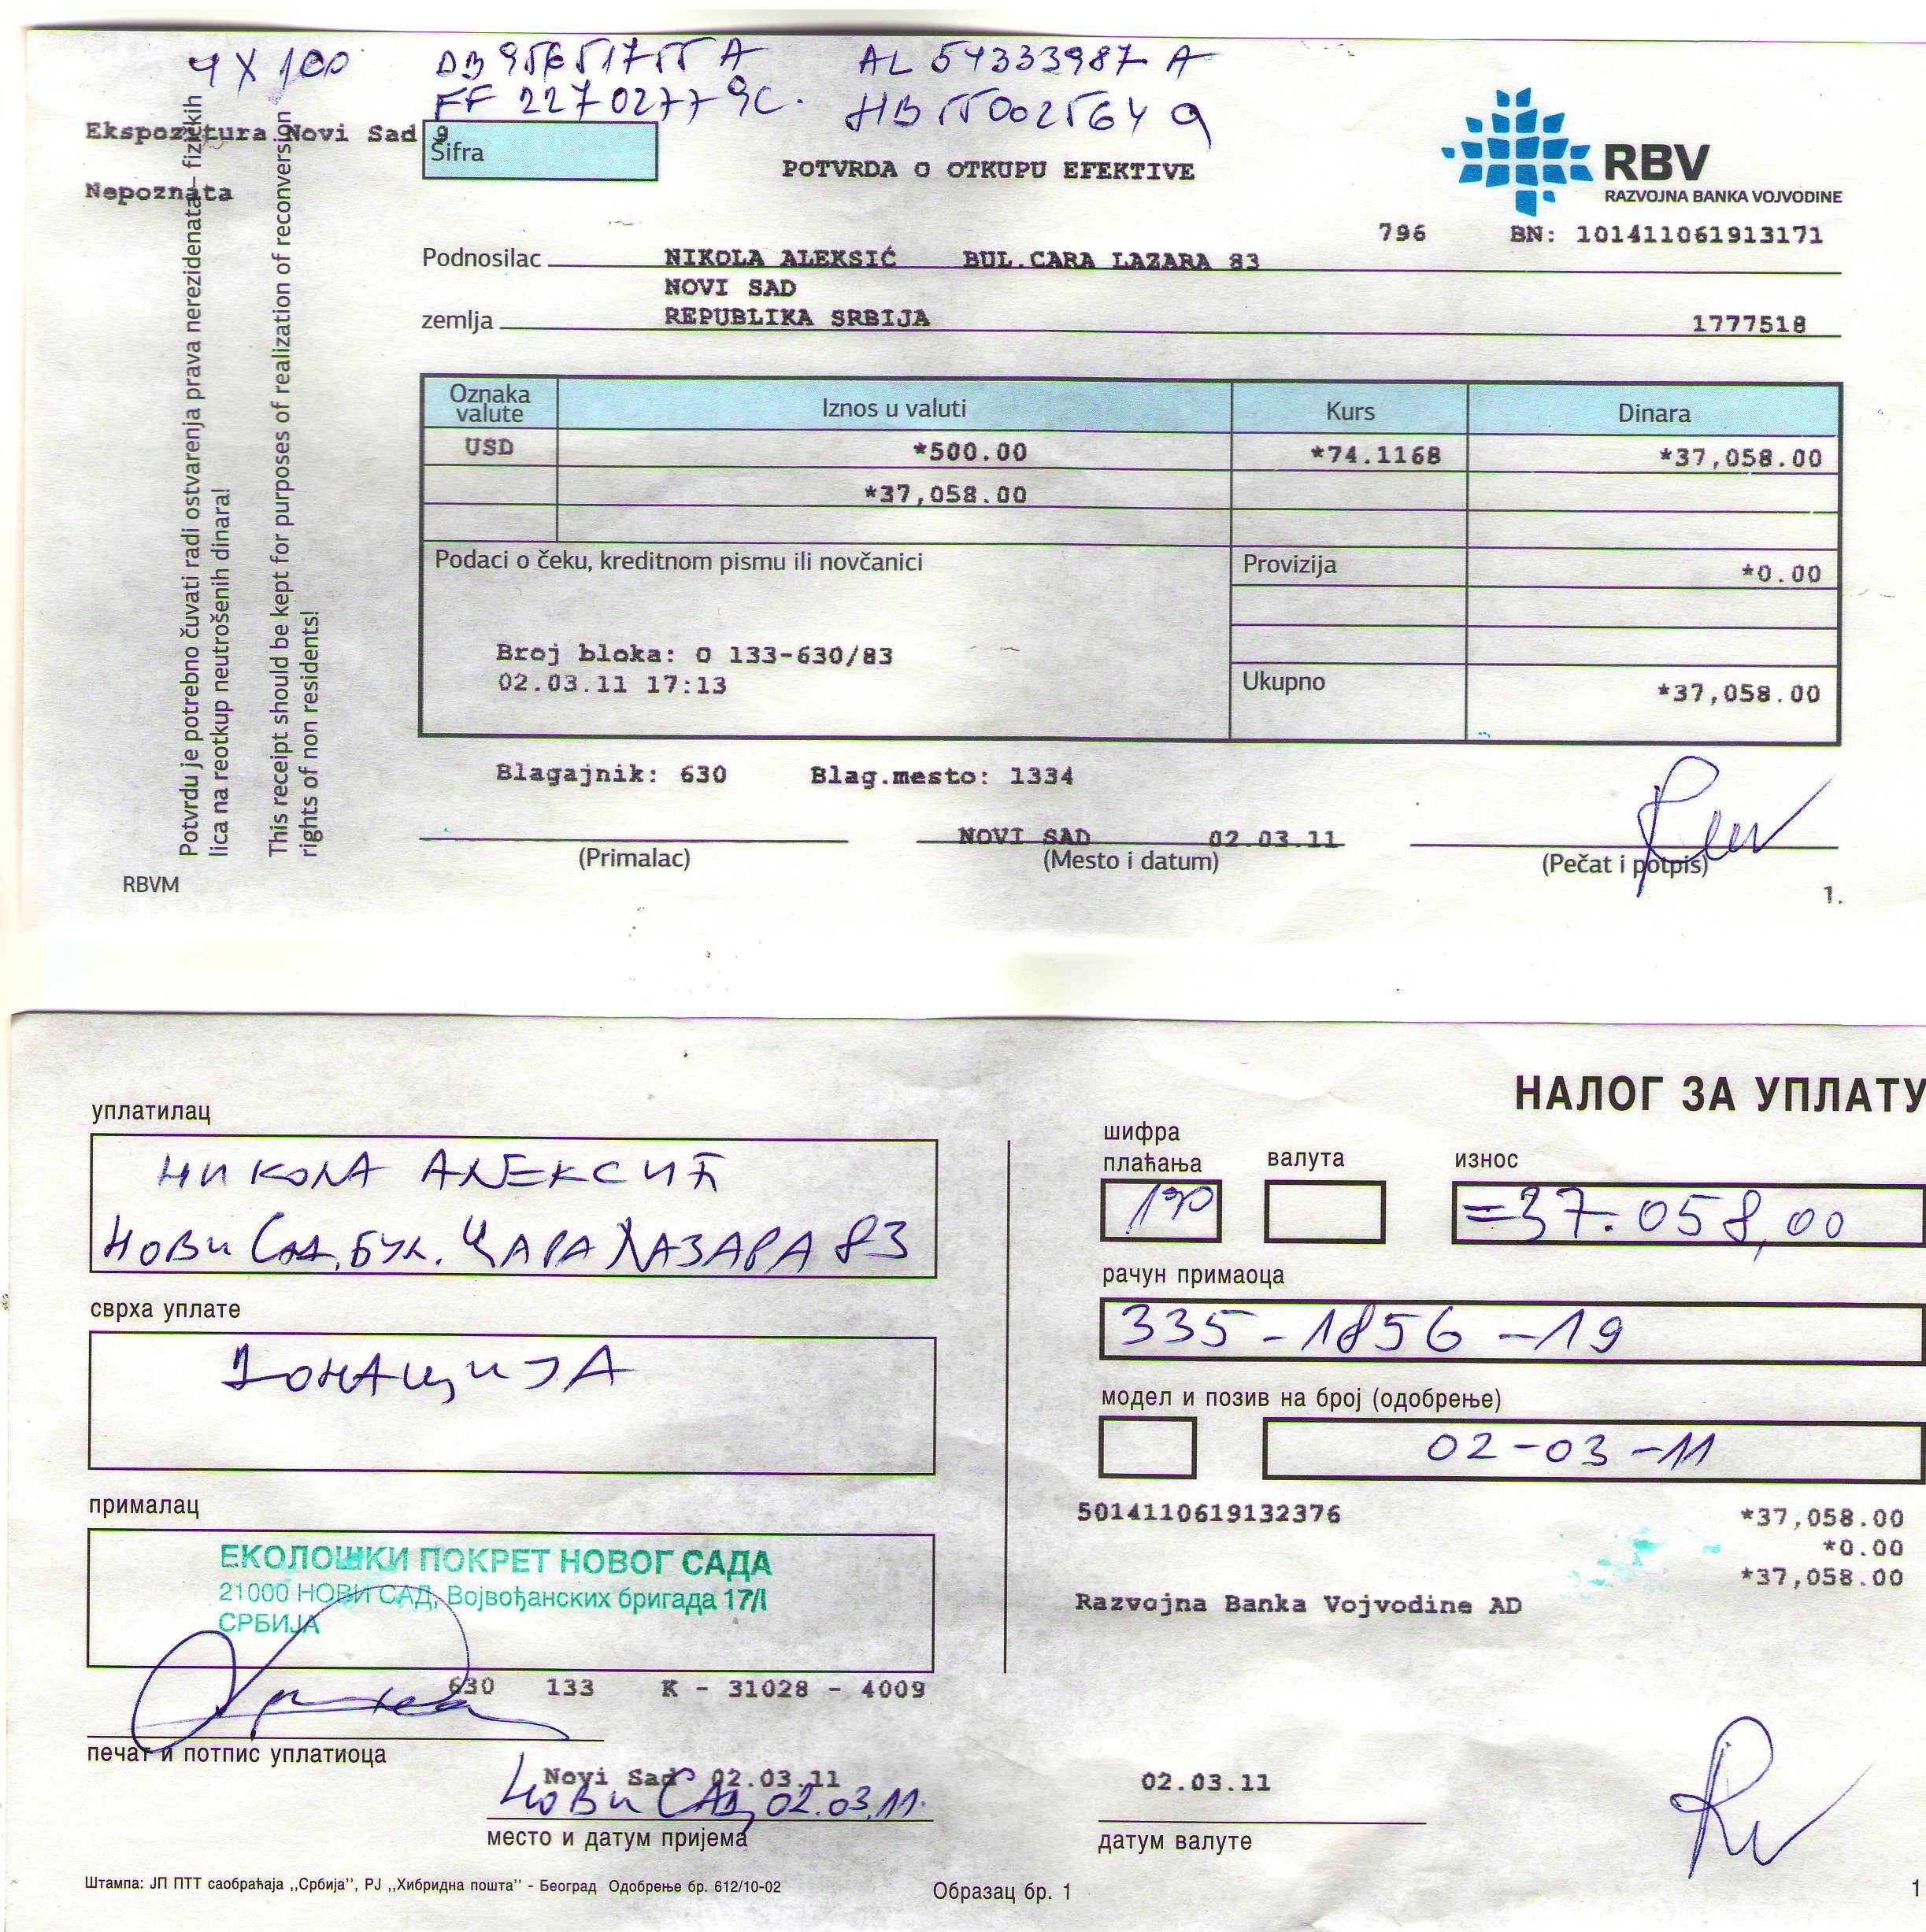 4 X 100 DB 95651755 A AL 54333987 A
FF 22702779C. HB 55002564 Q
Ekspozitura Novi Sad 9
Šifra
Nepoznata
POTVRDA O OTKUPU EFEKTIVE
RBV
RAZVOJNA BANKA VOJVODINE
796 BN: 101411061913171
Podnosilac NIKOLA ALEKSIĆ BUL.CARA LAZARA 83
NOVI SAD
zemlja REPUBLIKA SRBIJA 1777518
Potvrdu je potrebno čuvati radi ostvarenja prava nerezidenata – fizičkih
lica na reotkup neutrošenih dinara!
This receipt should be kept for purposes of realization of reconversion
rights of non residents!
Oznaka valute Iznos u valuti Kurs Dinara
USD *500.00 *74.1168 *37,058.00
*37,058.00
Podaci o čeku, kreditnom pismu ili novčanici Provizija *0.00
Broj bloka: O 133-630/83
02.03.11 17:13
Ukupno *37,058.00
Blagajnik: 630 Blag.mesto: 1334
NOVI SAD 02.03.11
(Primalac) (Mesto i datum) (Pečat i potpis)
RBVM 1.
НАЛОГ ЗА УПЛАТУ
уплатилац
НИКОЛА АЛЕКСИЋ
НОВИ САД, БУЛ. ЦАРА ЛАЗАРА 83
шифра плаћања валута износ
190 =37.058,00
рачун примаоца
335-1856-19
сврха уплате
ДОНАЦИЈА
модел и позив на број (одобрење)
02-03-11
прималац
ЕКОЛОШКИ ПОКРЕТ НОВОГ САДА
21000 НОВИ САД, Војвођанских бригада 17/I
СРБИЈА
5014110619132376 *37,058.00
*0.00
*37,058.00
Razvojna Banka Vojvodine AD
630 133 K - 31028 - 4009
печат и потпис уплатиоца
Novi Sad 02.03.11
НОВИ САД, 02.03.11.
место и датум пријема
02.03.11
датум валуте
Штампа: ЈП ПТТ саобраћаја ,,Србија'', РЈ ,,Хибридна пошта'' - Београд Одобрење бр. 612/10-02
Образац бр. 1
1